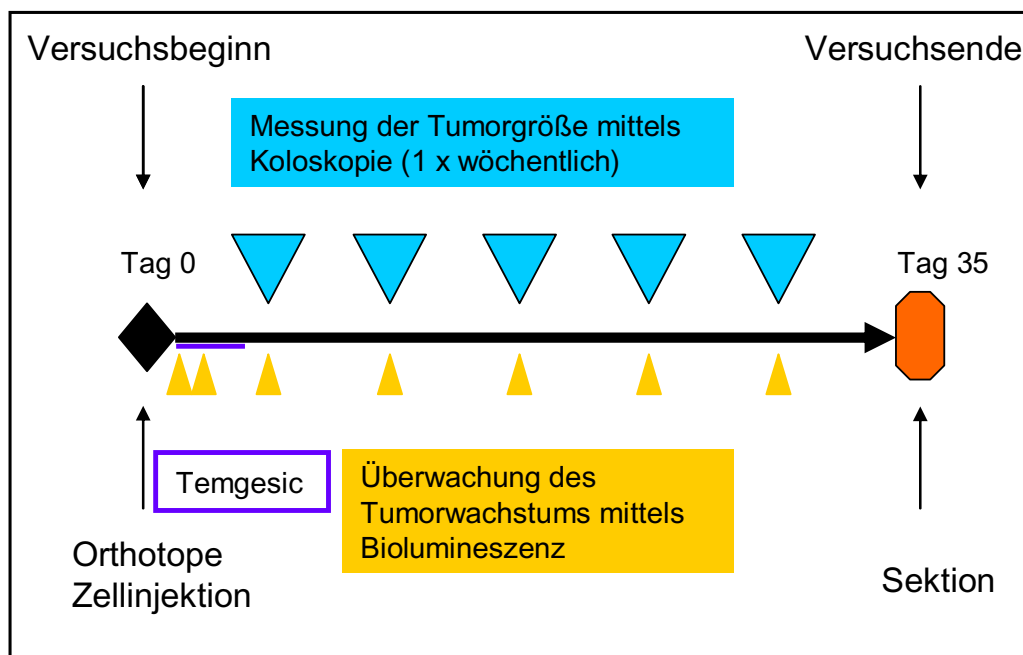 Versuchsbeginn
Versuchsende
Messung der Tumorgröße mittels
Koloskopie (1 x wöchentlich)
Tag 0
Tag 35
Temgesic
Überwachung des
Tumorwachstums mittels
Biolumineszenz
Orthotope
Zellinjektion
Sektion